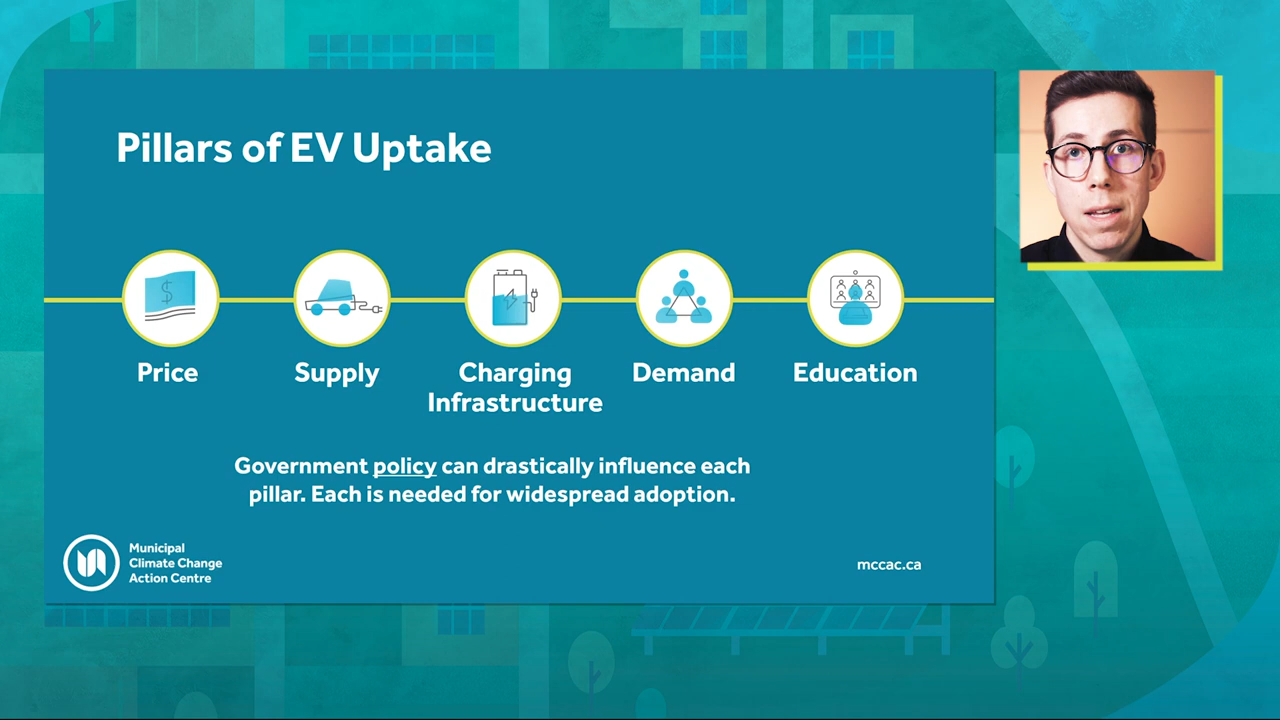 Pillars of EV Uptake
$
Price
Supply
Charging
Infrastructure
Demand
Education
Government policy can drastically influence each
pillar. Each is needed for widespread adoption.
Municipal
Climate Change
Action Centre
mccac.ca